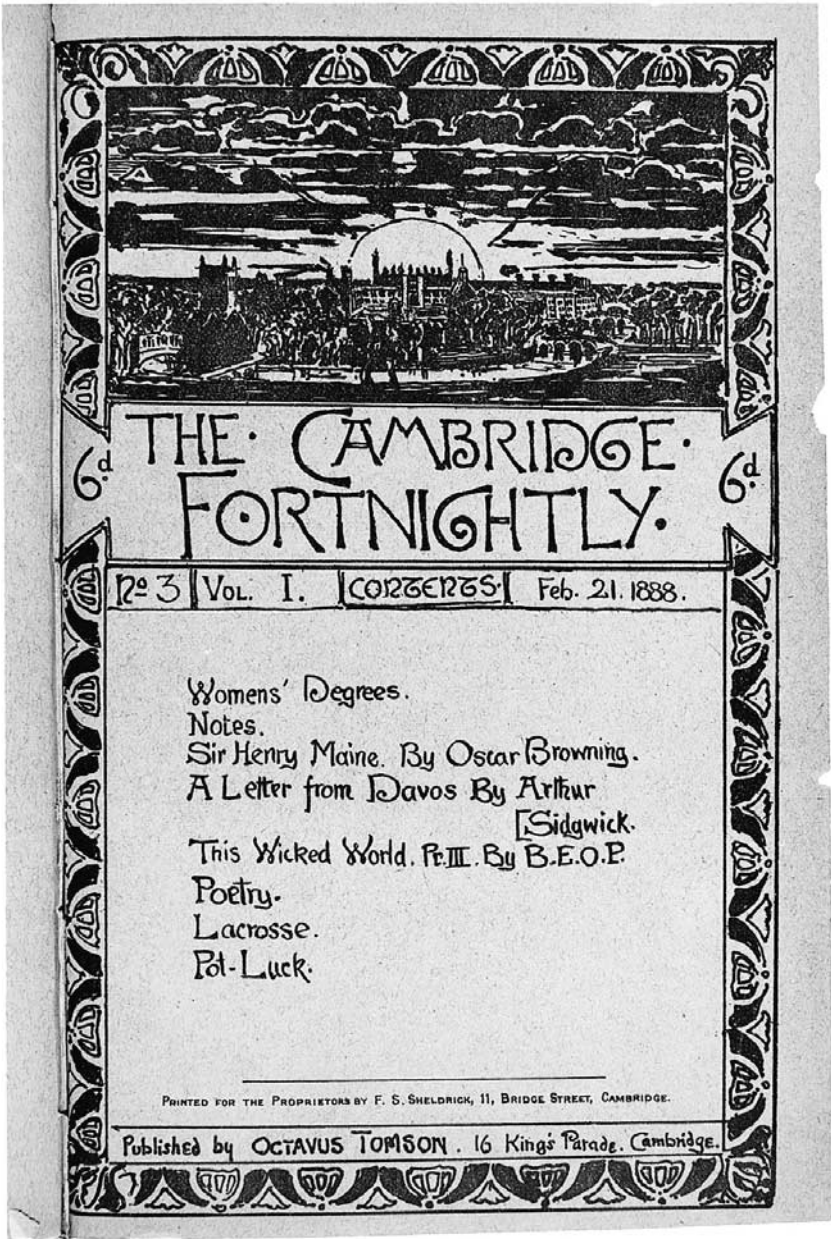 THE· CAMBRIDGE·
6d. 6d.
FORTNIGHTLY·
No 3 VOL. I. CONTENTS· Feb. 21. 1888.
Womens' Degrees.
Notes.
Sir Henry Maine. By Oscar Browning.
A Letter from Davos By Arthur
[Sidgwick.
This Wicked World. Pt. III. By B.E.O.P.
Poetry.
Lacrosse.
Pot-Luck.
PRINTED FOR THE PROPRIETORS BY F. S. SHELDRICK, 11, BRIDGE STREET, CAMBRIDGE.
Published by OCTAVUS TOMSON. 16 King's Parade. Cambridge.